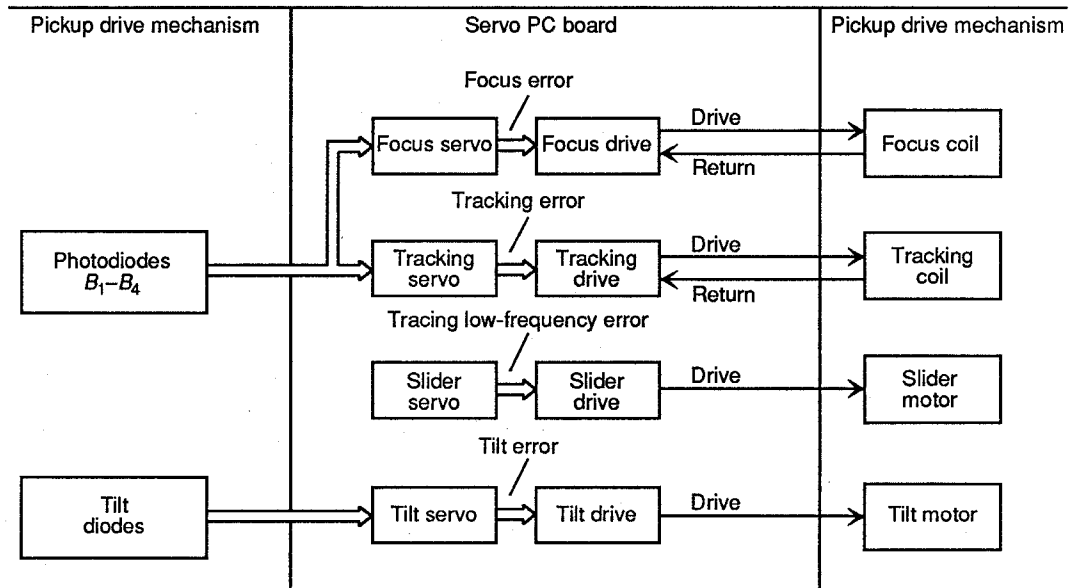 Pickup drive mechanism
Servo PC board
Pickup drive mechanism
Focus error
Focus servo
Focus drive
Drive
Return
Focus coil
Tracking error
Photodiodes
B₁–B₄
Tracking
servo
Tracking
drive
Drive
Return
Tracking
coil
Tracing low-frequency error
Slider
servo
Slider
drive
Drive
Slider
motor
Tilt error
Tilt
diodes
Tilt servo
Tilt drive
Drive
Tilt motor